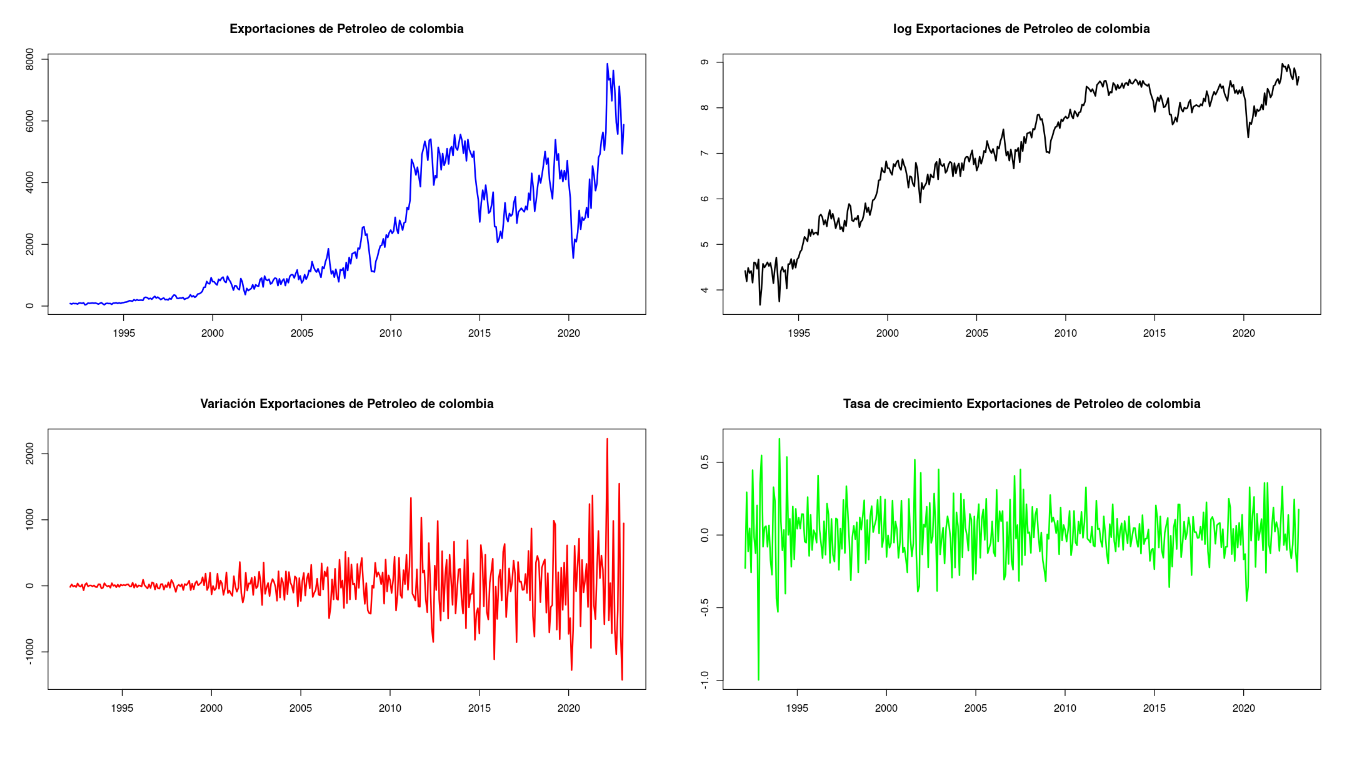 Exportaciones de Petroleo de colombia
8000
6000
4000
2000
0
1995 2000 2005 2010 2015 2020
log Exportaciones de Petroleo de colombia
9
8
7
6
5
4
1995 2000 2005 2010 2015 2020
Variación Exportaciones de Petroleo de colombia
2000
1000
0
-1000
1995 2000 2005 2010 2015 2020
Tasa de crecimiento Exportaciones de Petroleo de colombia
0.5
0.0
-0.5
-1.0
1995 2000 2005 2010 2015 2020